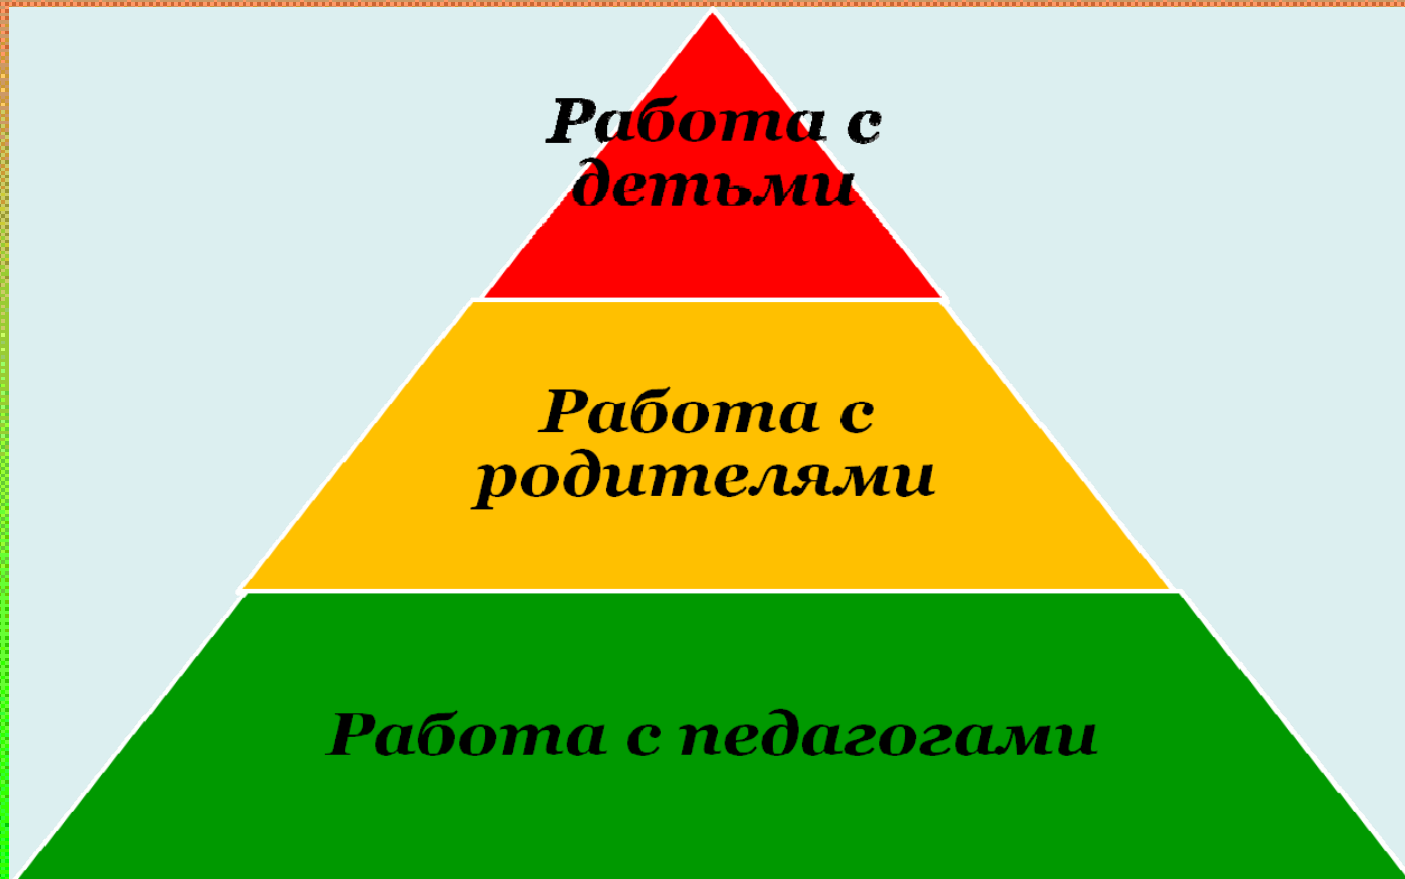 Работа с
детьми
Работа с
родителями
Работа с педагогами